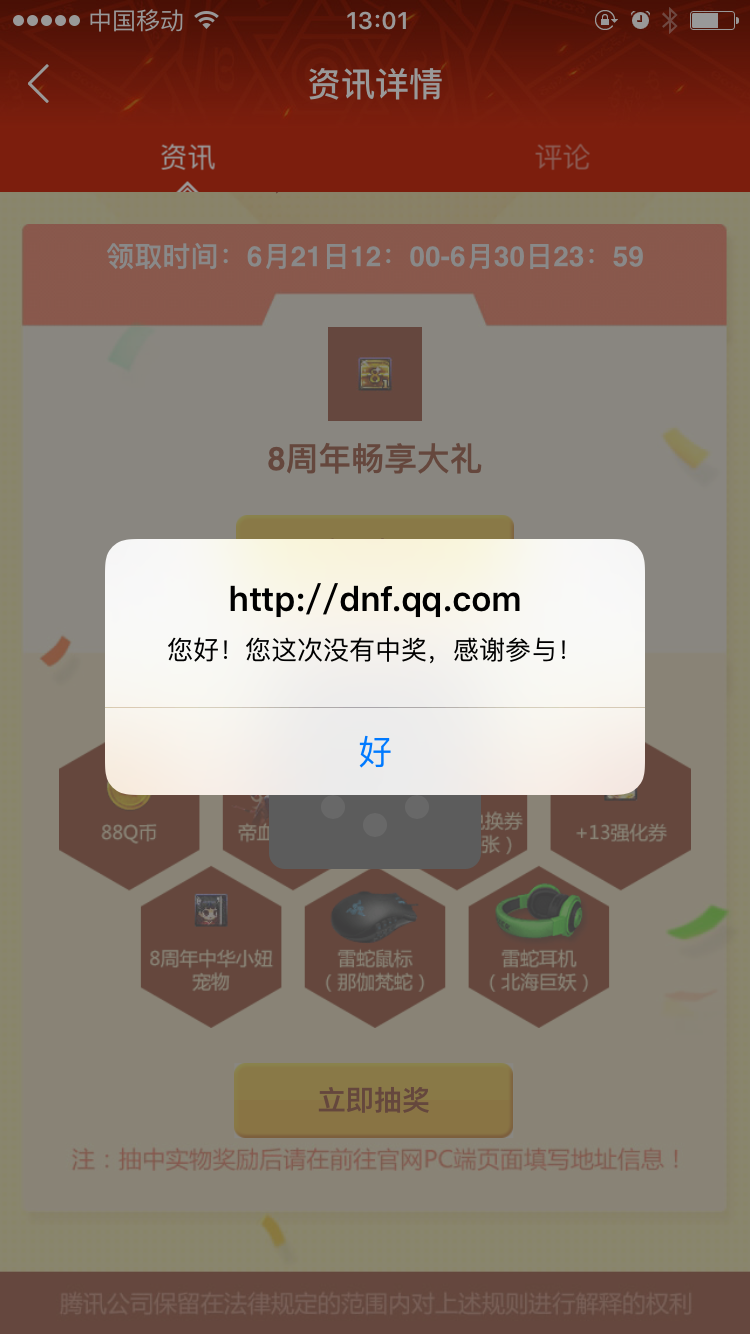 中国移动
13:01
资讯详情
资讯
评论
领取时间：6月21日12：00-6月30日23：59
8周年畅享大礼
http://dnf.qq.com
您好！您这次没有中奖，感谢参与！
好
88Q币
帝血
换券
张）
+13强化券
8周年中华小妞
宠物
雷蛇鼠标
（那伽梵蛇）
雷蛇耳机
（北海巨妖）
立即抽奖
注：抽中实物奖励后请在前往官网PC端页面填写地址信息！
腾讯公司保留在法律规定的范围内对上述规则进行解释的权利